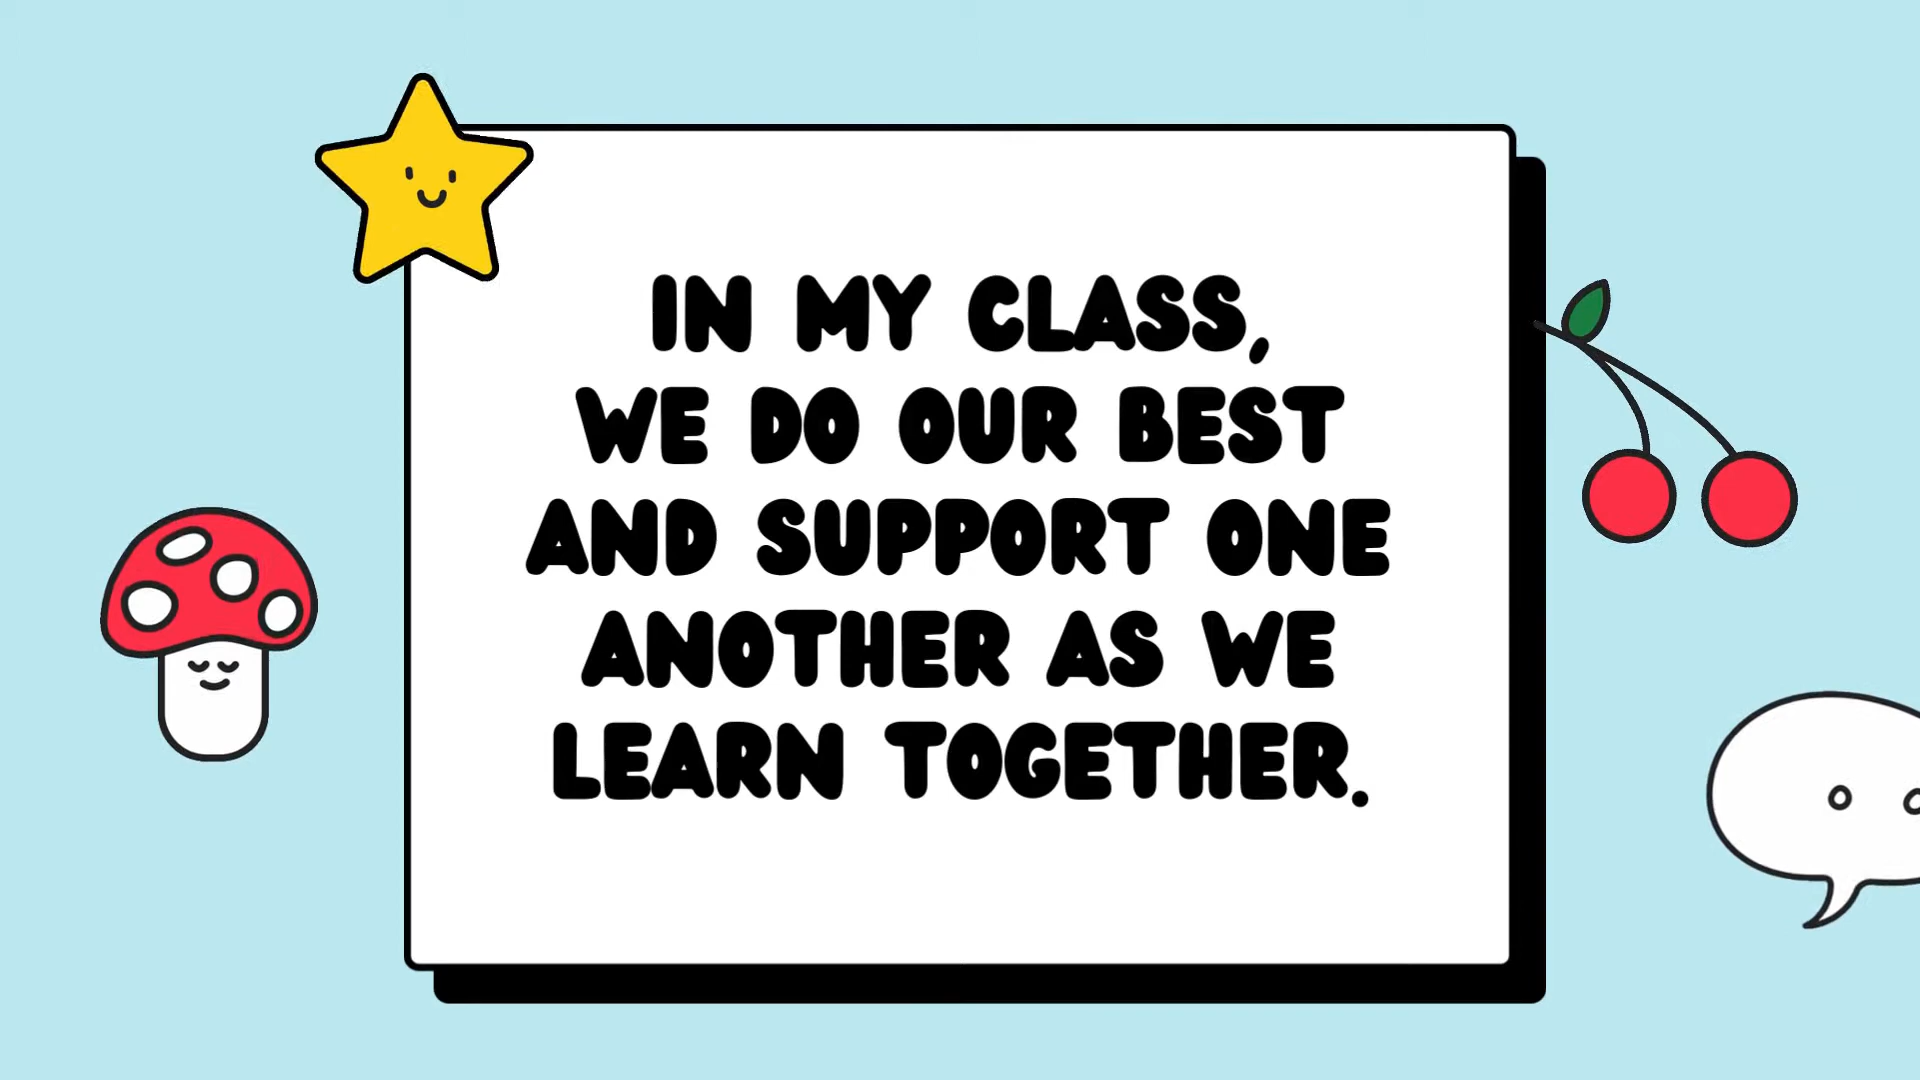 IN MY CLASS,
WE DO OUR BEST
AND SUPPORT ONE
ANOTHER AS WE
LEARN TOGETHER.